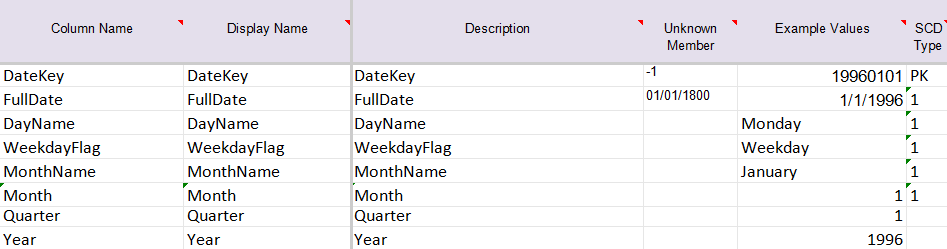 Column Name Display Name Description Unknown Member Example Values SCD Type
DateKey DateKey DateKey -1 19960101 PK
FullDate FullDate FullDate 01/01/1800 1/1/1996 1
DayName DayName DayName Monday 1
WeekdayFlag WeekdayFlag WeekdayFlag Weekday 1
MonthName MonthName MonthName January 1
Month Month Month 1 1
Quarter Quarter Quarter 1
Year Year Year 1996